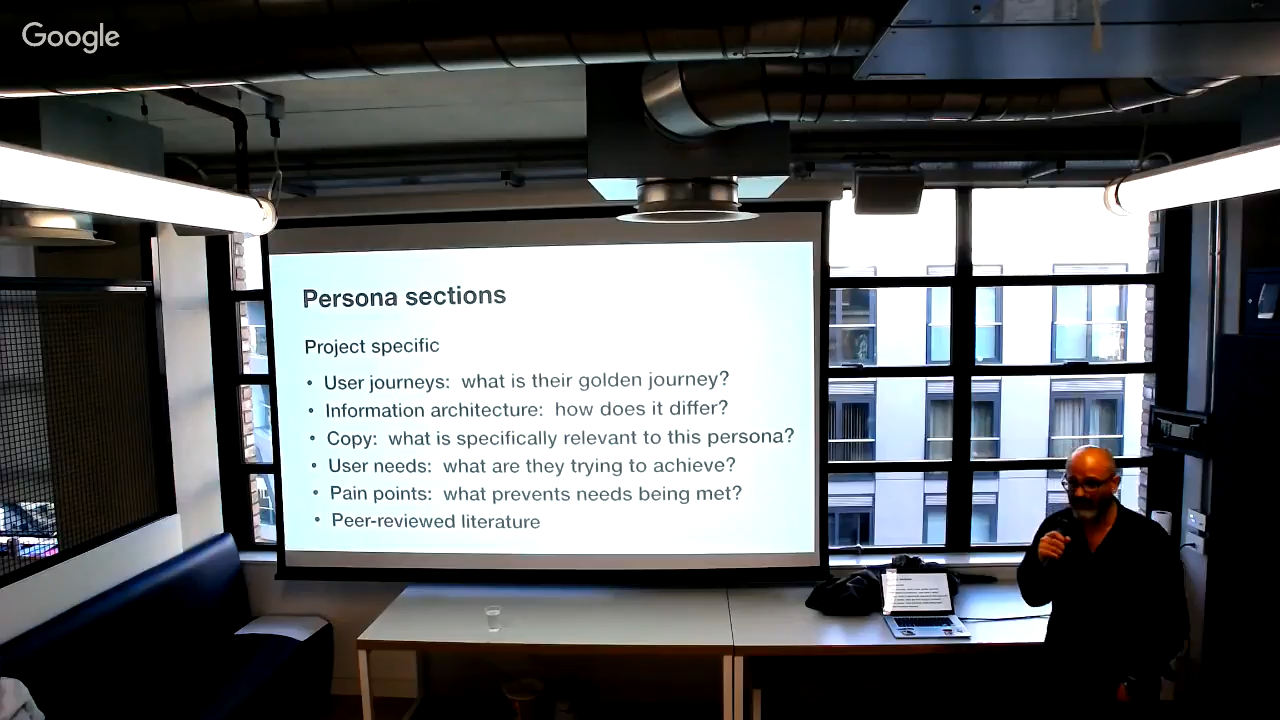 Google
Persona sections
Project specific
• User journeys: what is their golden journey?
• Information architecture: how does it differ?
• Copy: what is specifically relevant to this persona?
• User needs: what are they trying to achieve?
• Pain points: what prevents needs being met?
• Peer-reviewed literature